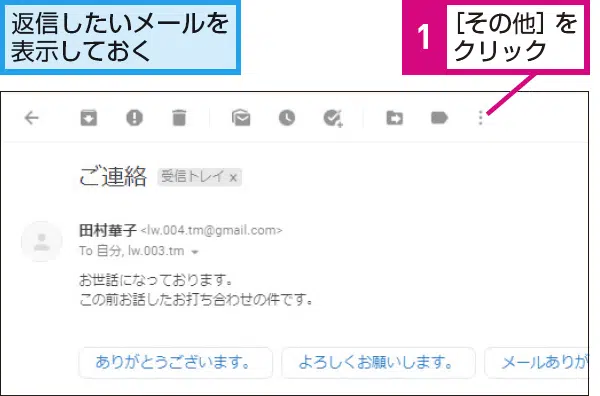 返信したいメールを
表示しておく
1
［その他］を
クリック
ご連絡 受信トレイ x
田村華子 <lw.004.tm@gmail.com>
To 自分, lw.003.tm
お世話になっております。
この前お話したお打ち合わせの件です。
ありがとうございます。 よろしくお願いします。 メールありが